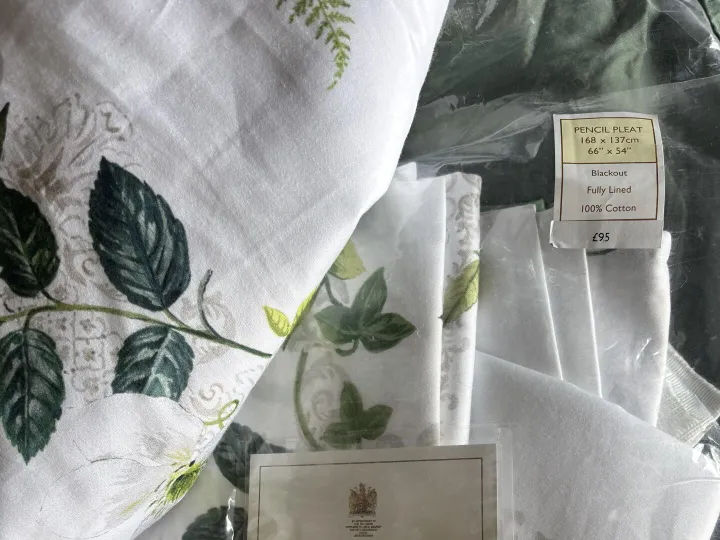 PENCIL PLEAT
168 x 137cm
66" x 54"
Blackout
Fully Lined
100% Cotton
£95